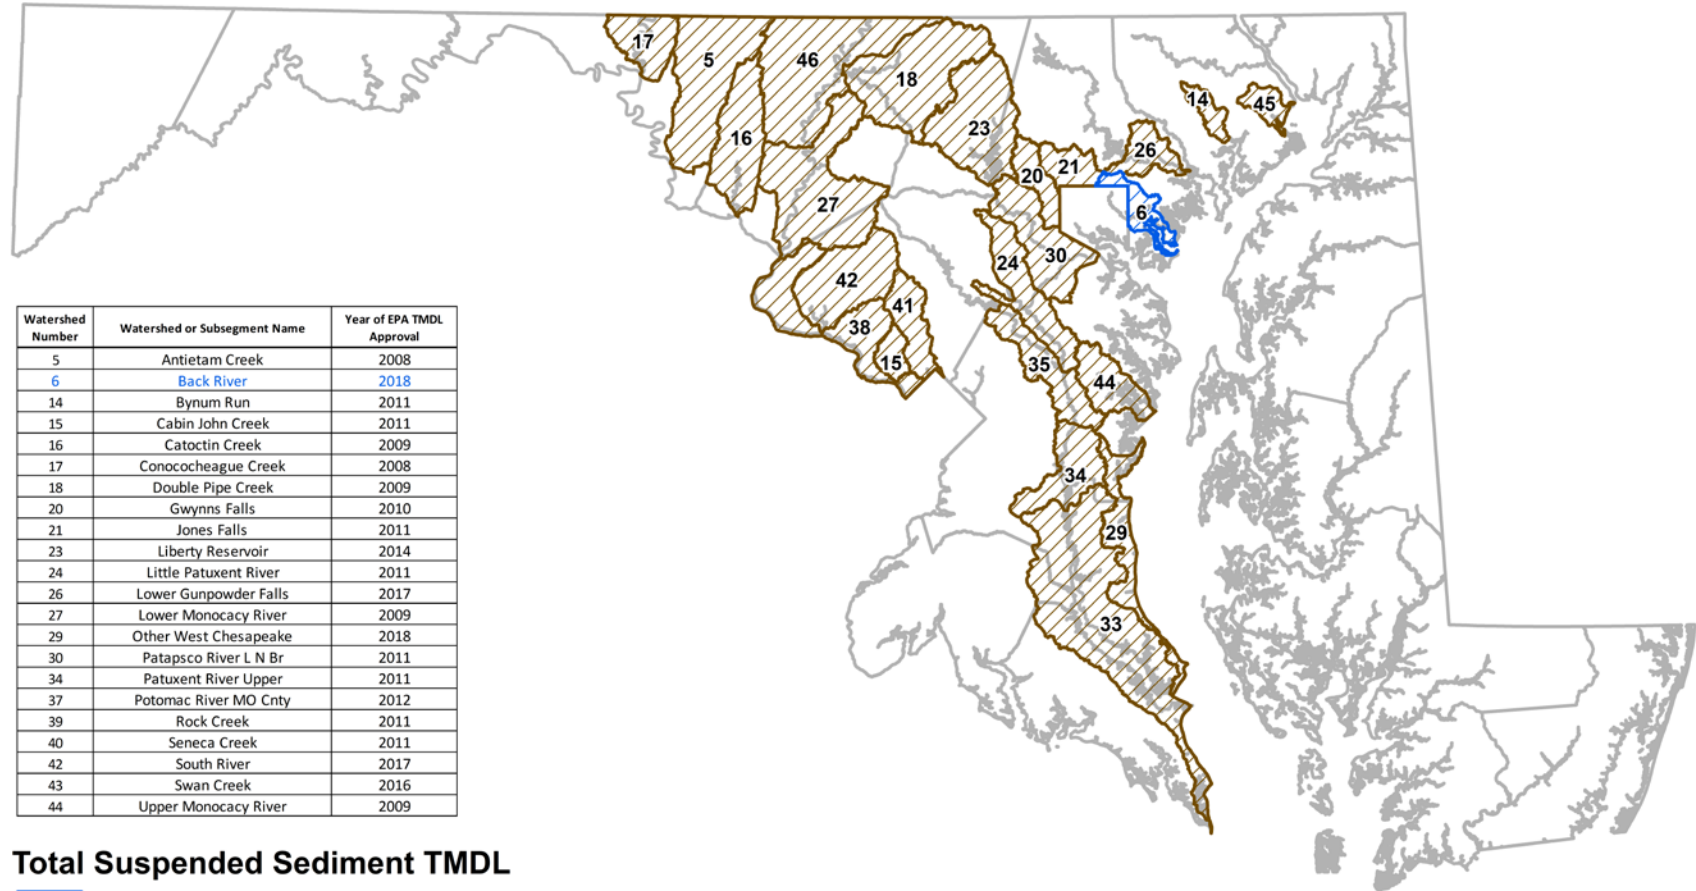 17
5
46
18
14
45
16
23
26
20
21
27
6
24
30
42
41
38
15
35
44
34
29
33
Watershed Number Watershed or Subsegment Name Year of EPA TMDL Approval
5 Antietam Creek 2008
6 Back River 2018
14 Bynum Run 2011
15 Cabin John Creek 2011
16 Catoctin Creek 2009
17 Conococheague Creek 2008
18 Double Pipe Creek 2009
20 Gwynns Falls 2010
21 Jones Falls 2011
23 Liberty Reservoir 2014
24 Little Patuxent River 2011
26 Lower Gunpowder Falls 2017
27 Lower Monocacy River 2009
29 Other West Chesapeake 2018
30 Patapsco River L N Br 2011
34 Patuxent River Upper 2011
37 Potomac River MO Cnty 2012
39 Rock Creek 2011
40 Seneca Creek 2011
42 South River 2017
43 Swan Creek 2016
44 Upper Monocacy River 2009
Total Suspended Sediment TMDL